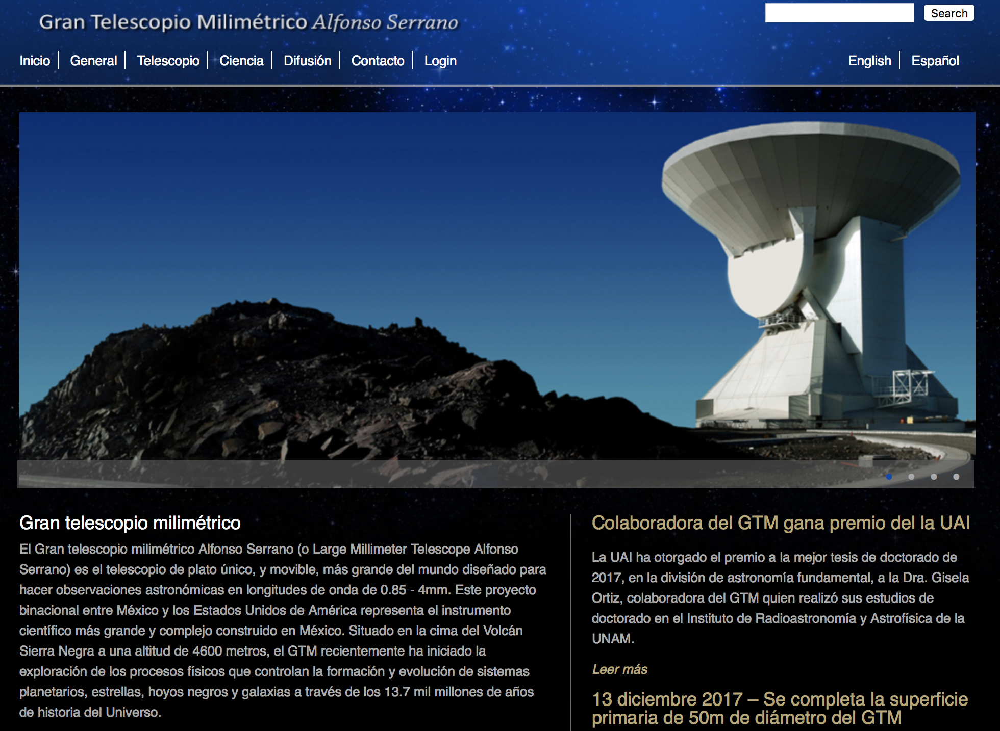 Gran Telescopio Milimétrico Alfonso Serrano
Search
Inicio
General
Telescopio
Ciencia
Difusión
Contacto
Login
English
Español
Gran telescopio milimétrico
El Gran telescopio milimétrico Alfonso Serrano (o Large Millimeter Telescope Alfonso
Serrano) es el telescopio de plato único, y movible, más grande del mundo diseñado para
hacer observaciones astronómicas en longitudes de onda de 0.85 - 4mm. Este proyecto
binacional entre México y los Estados Unidos de América representa el instrumento
científico más grande y complejo construido en México. Situado en la cima del Volcán
Sierra Negra a una altitud de 4600 metros, el GTM recientemente ha iniciado la
exploración de los procesos físicos que controlan la formación y evolución de sistemas
planetarios, estrellas, hoyos negros y galaxias a través de los 13.7 mil millones de años
de historia del Universo.
Colaboradora del GTM gana premio del la UAI
La UAI ha otorgado el premio a la mejor tesis de doctorado de
2017, en la división de astronomía fundamental, a la Dra. Gisela
Ortiz, colaboradora del GTM quien realizó sus estudios de
doctorado en el Instituto de Radioastronomía y Astrofísica de la
UNAM.
Leer más
13 diciembre 2017 – Se completa la superficie
primaria de 50m de diámetro del GTM